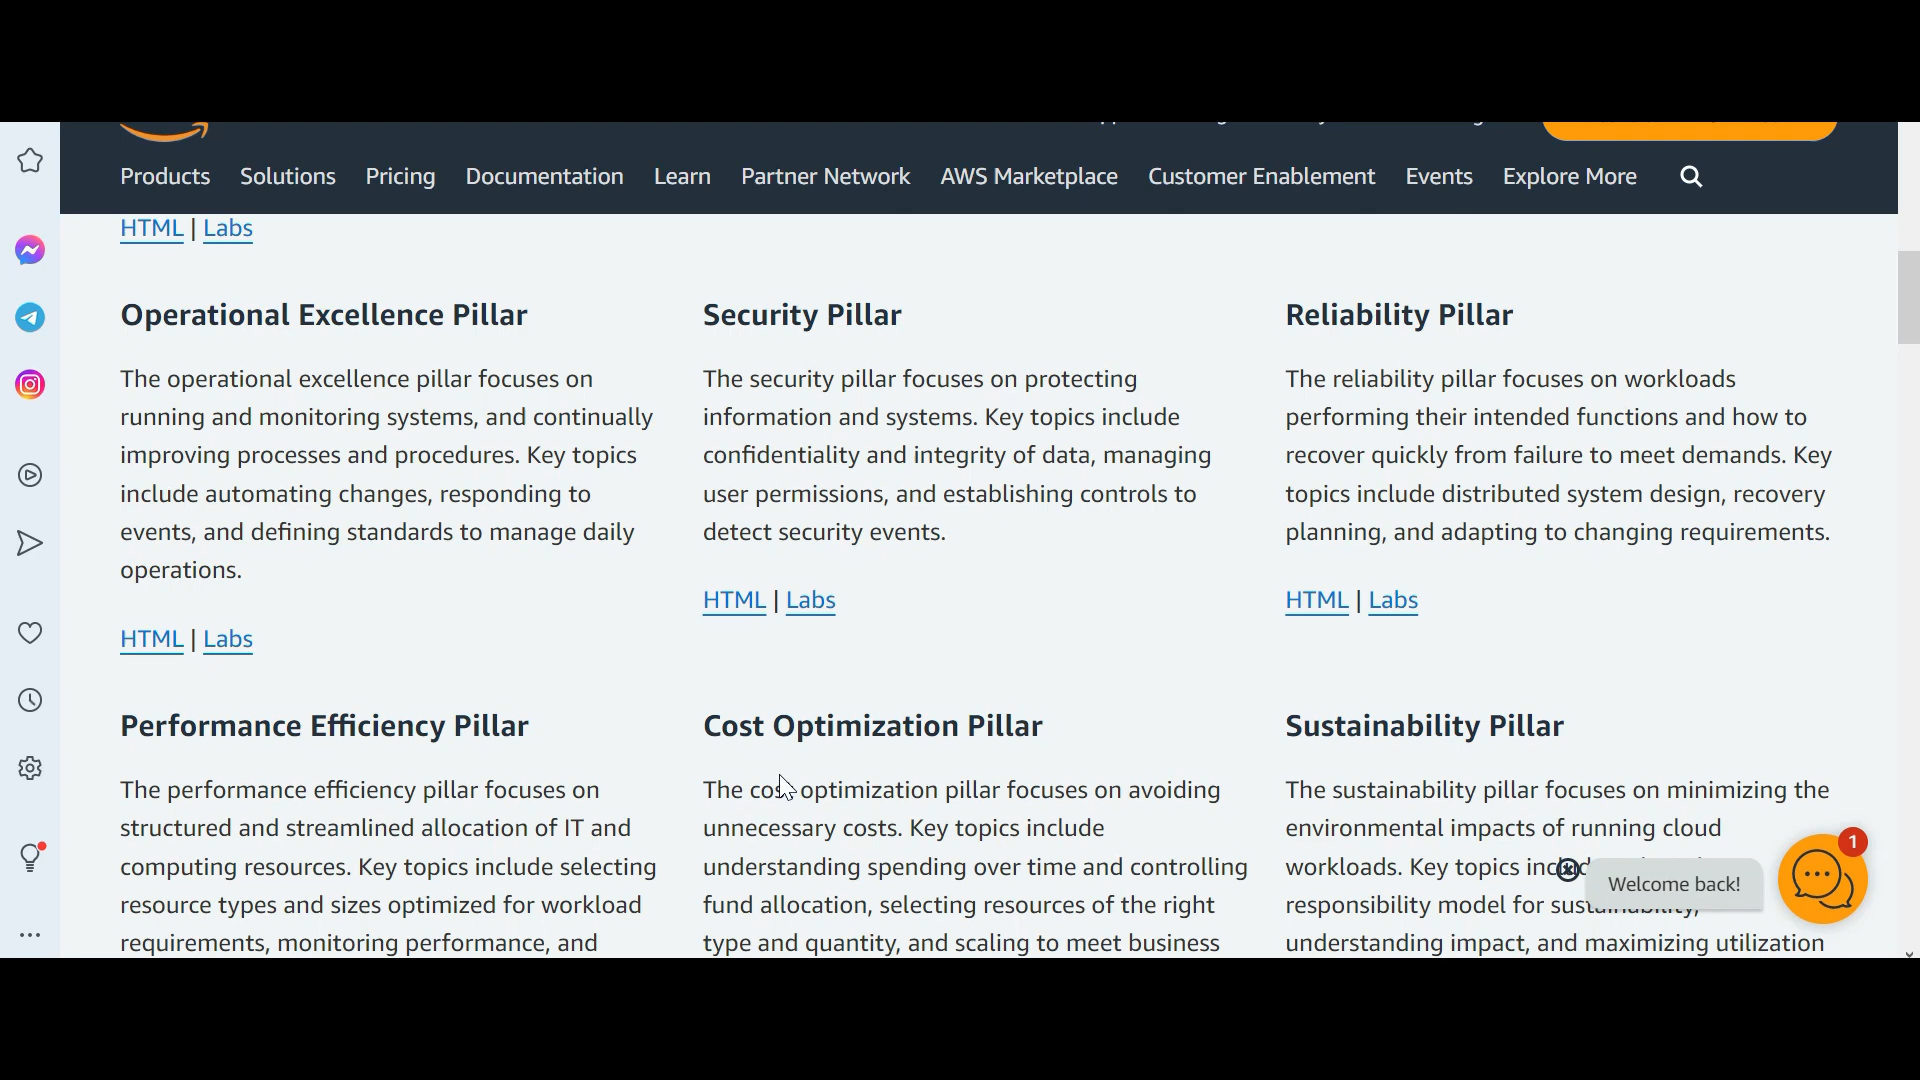 Products Solutions Pricing Documentation Learn Partner Network AWS Marketplace Customer Enablement Events Explore More
HTML | Labs
Operational Excellence Pillar
The operational excellence pillar focuses on
running and monitoring systems, and continually
improving processes and procedures. Key topics
include automating changes, responding to
events, and defining standards to manage daily
operations.
HTML | Labs
Security Pillar
The security pillar focuses on protecting
information and systems. Key topics include
confidentiality and integrity of data, managing
user permissions, and establishing controls to
detect security events.
HTML | Labs
Reliability Pillar
The reliability pillar focuses on workloads
performing their intended functions and how to
recover quickly from failure to meet demands. Key
topics include distributed system design, recovery
planning, and adapting to changing requirements.
HTML | Labs
Performance Efficiency Pillar
The performance efficiency pillar focuses on
structured and streamlined allocation of IT and
computing resources. Key topics include selecting
resource types and sizes optimized for workload
requirements, monitoring performance, and
Cost Optimization Pillar
The cost optimization pillar focuses on avoiding
unnecessary costs. Key topics include
understanding spending over time and controlling
fund allocation, selecting resources of the right
type and quantity, and scaling to meet business
Sustainability Pillar
The sustainability pillar focuses on minimizing the
environmental impacts of running cloud
workloads. Key topics
responsibility model for sustainability,
understanding impact, and maximizing utilization
Welcome back!
1